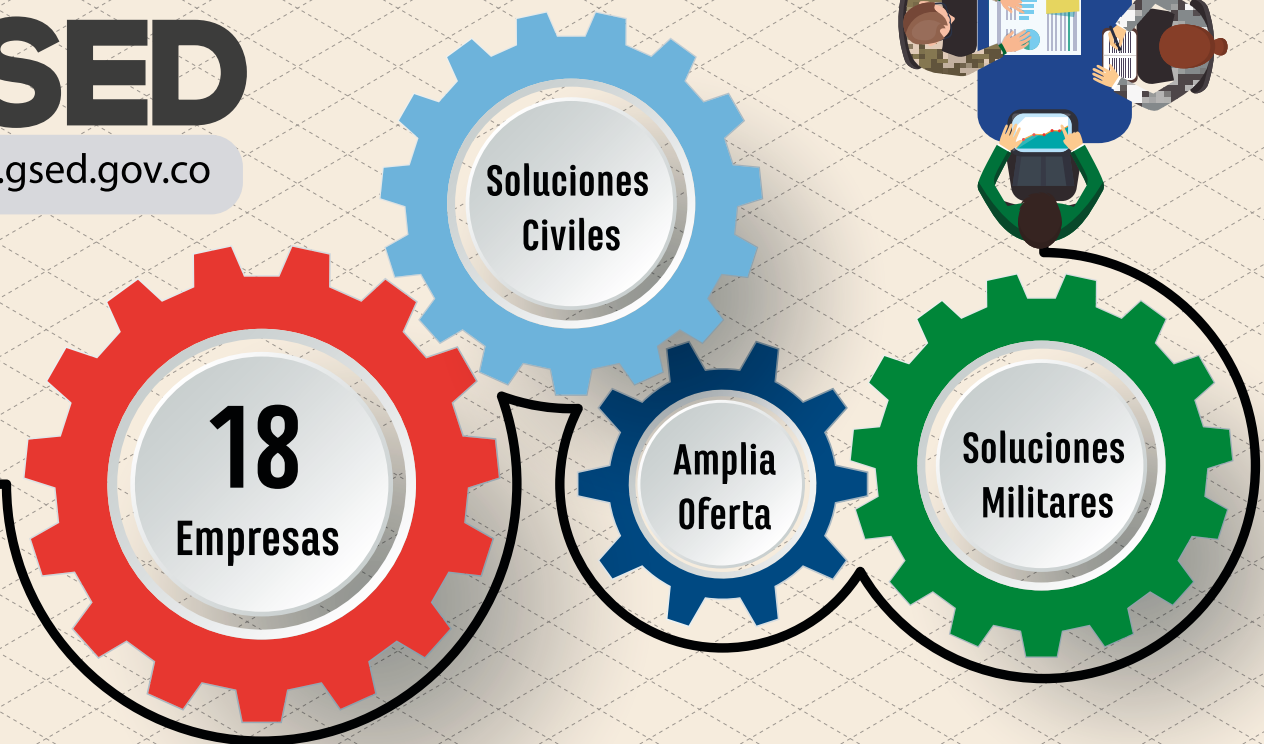 SED
.gsed.gov.co
Soluciones
Civiles
18
Empresas
Amplia
Oferta
Soluciones
Militares